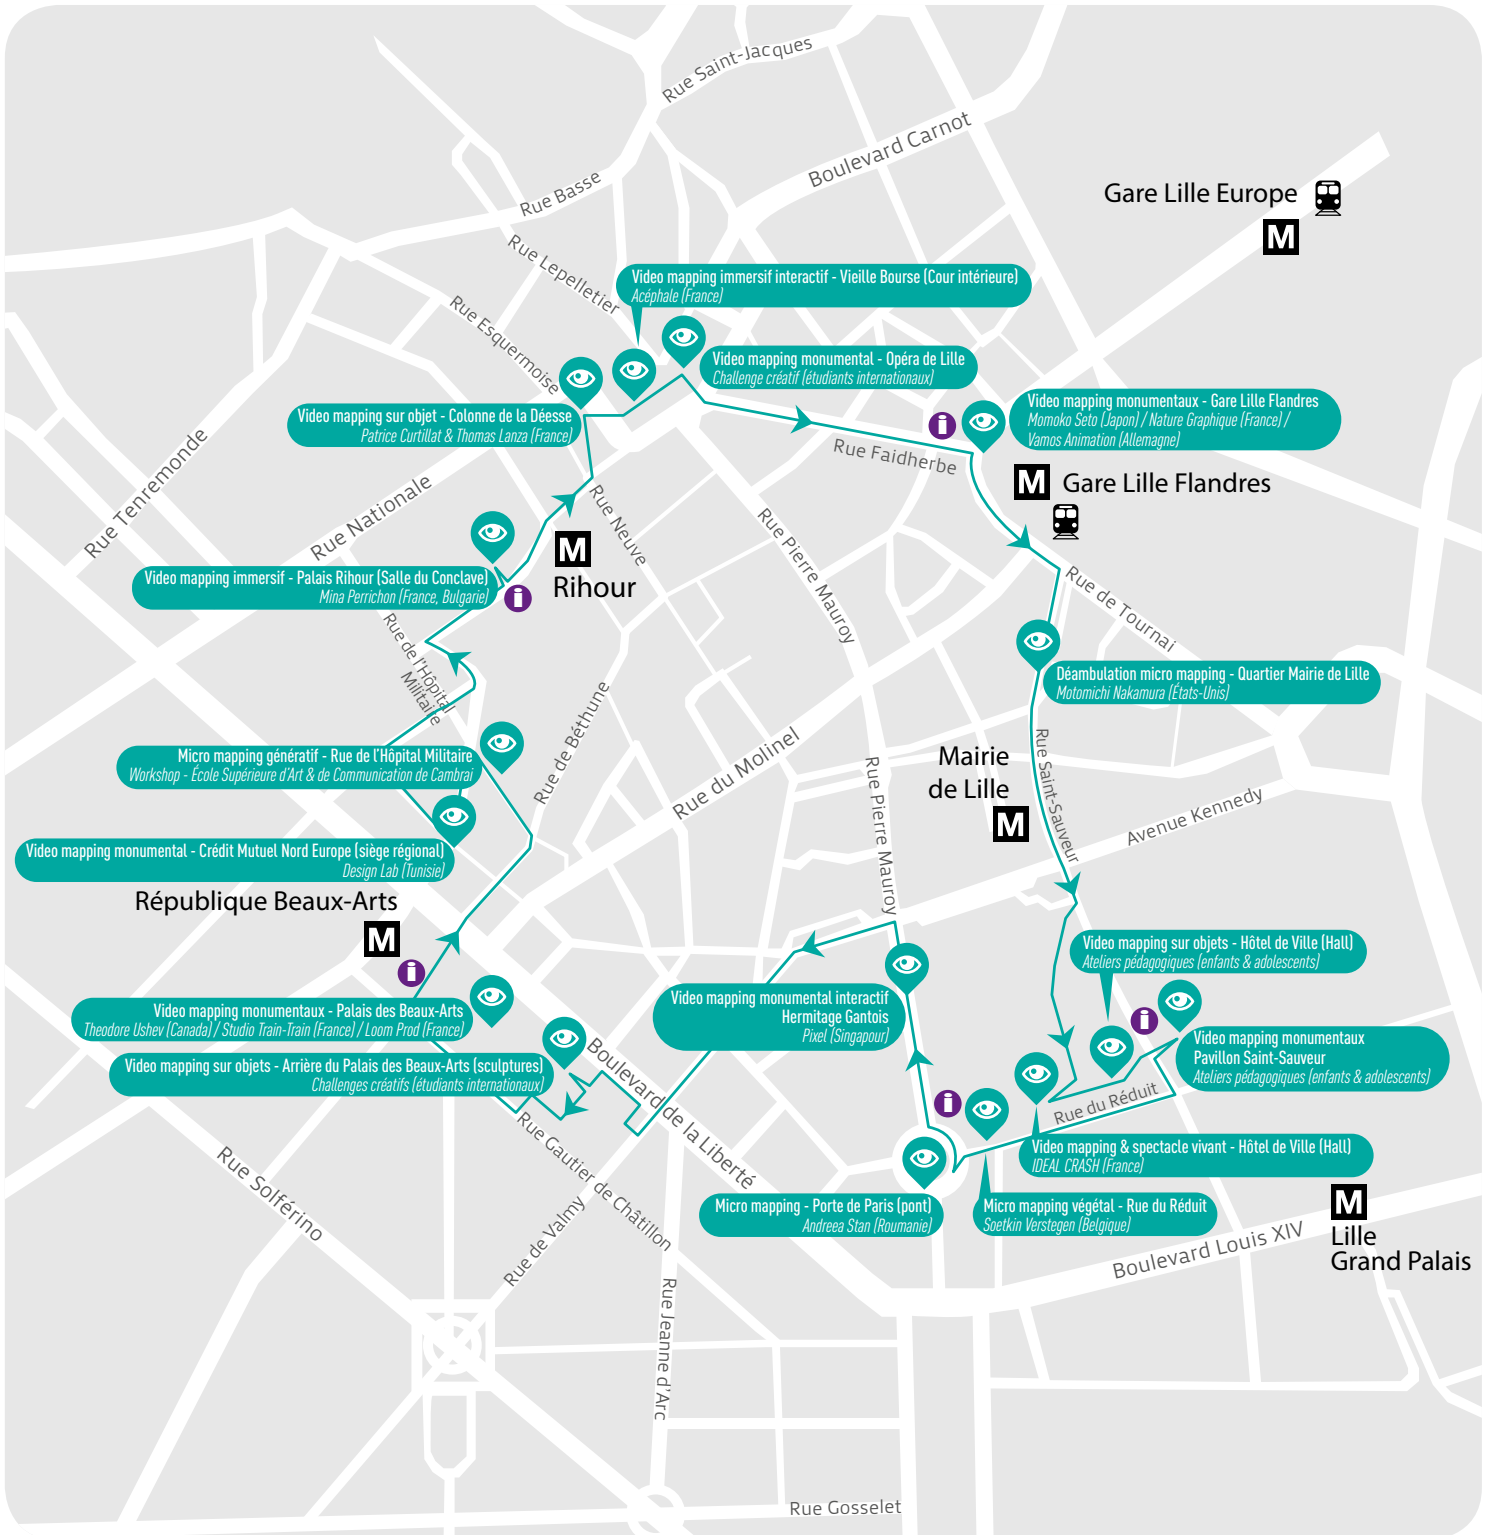 Rue Saint-Jacques
Boulevard Carnot
Rue Basse
Gare Lille Europe
M
Rue Lepelletier
Video mapping immersif interactif - Vieille Bourse (Cour intérieure)
Acéphale (France)
Rue Esquermoise
Video mapping monumental - Opéra de Lille
Challenge créatif (étudiants internationaux)
Video mapping sur objet - Colonne de la Déesse
Patrice Curtillat & Thomas Lanza (France)
i
Video mapping monumentaux - Gare Lille Flandres
Momoko Seto (Japon) / Nature Graphique (France) /
Vamos Animation (Allemagne)
Rue Faidherbe
M Gare Lille Flandres
Rue Tenremonde
Rue Nationale
Rue Neuve
Rue Pierre Mauroy
M
Rihour
Video mapping immersif - Palais Rihour (Salle du Conclave)
Mina Perrichon (France, Bulgarie)
i
Rue de Tournai
Rue de l'Hôpital
Militaire
Déambulation micro mapping - Quartier Mairie de Lille
Motomichi Nakamura (États-Unis)
Rue de Béthune
Rue du Molinel
Rue Pierre Mauroy
Mairie
de Lille
M
Rue Saint-Sauveur
Avenue Kennedy
Micro mapping génératif - Rue de l'Hôpital Militaire
Workshop - École Supérieure d'Art & de Communication de Cambrai
Video mapping monumental - Crédit Mutuel Nord Europe (siège régional)
Design Lab (Tunisie)
République Beaux-Arts
M
i
Video mapping sur objets - Hôtel de Ville (Hall)
Ateliers pédagogiques (enfants & adolescents)
Video mapping monumentaux - Palais des Beaux-Arts
Theodore Ushev (Canada) / Studio Train-Train (France) / Loom Prod (France)
Video mapping monumental interactif
Hermitage Gantois
Pixel (Singapour)
i
Video mapping monumentaux
Pavillon Saint-Sauveur
Ateliers pédagogiques (enfants & adolescents)
Video mapping sur objets - Arrière du Palais des Beaux-Arts (sculptures)
Challenges créatifs (étudiants internationaux)
Boulevard de la Liberté
i
Rue du Réduit
Video mapping & spectacle vivant - Hôtel de Ville (Hall)
IDEAL CRASH (France)
Rue Gautier de Châtillon
Rue Solférino
Rue de Valmy
Micro mapping - Porte de Paris (pont)
Andreea Stan (Roumanie)
Micro mapping végétal - Rue du Réduit
Soetkin Verstegen (Belgique)
M
Lille
Grand Palais
Boulevard Louis XIV
Rue Jeanne d'Arc
Rue Gosselet